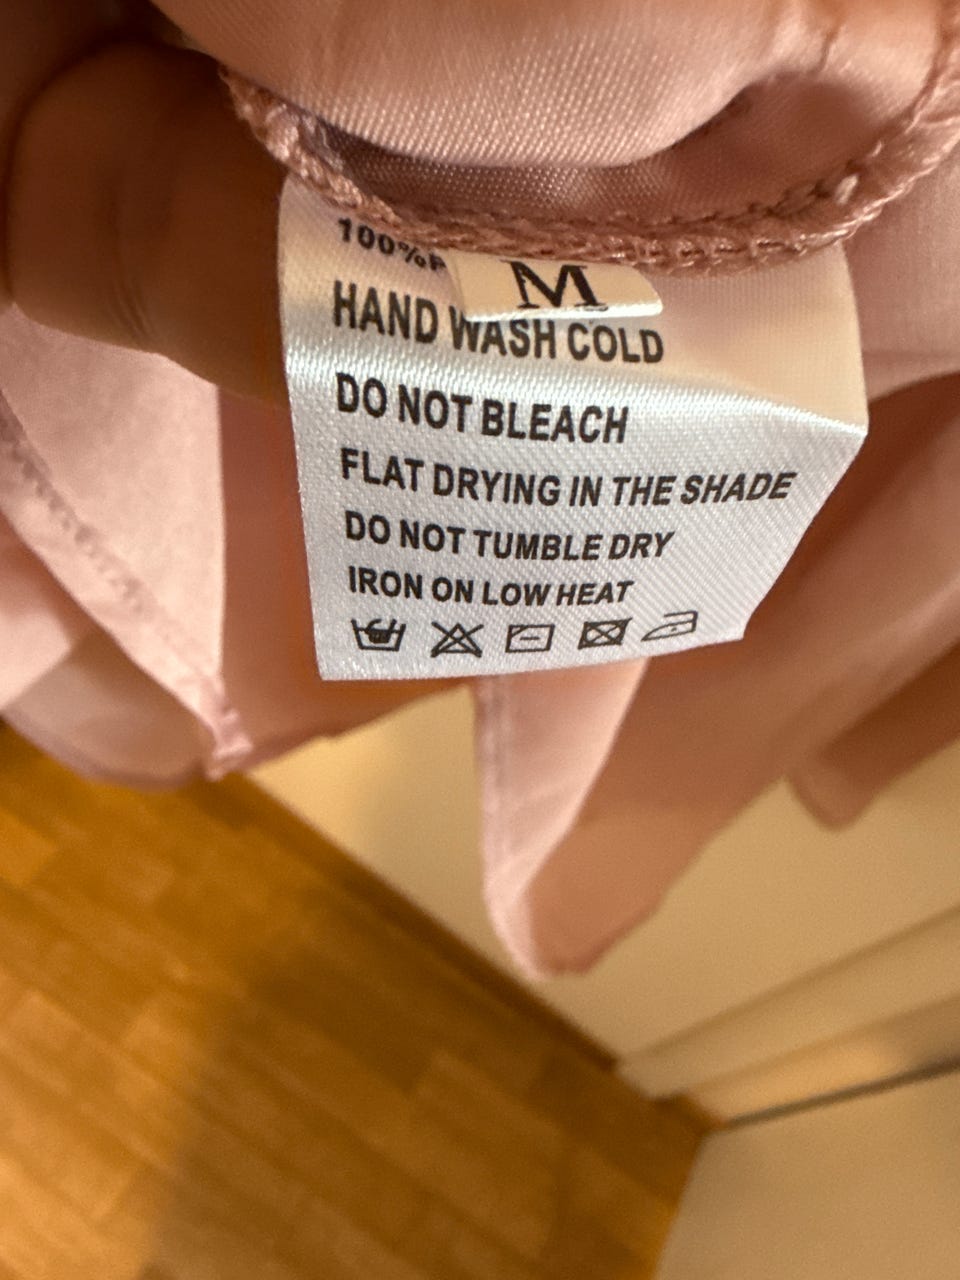 100%P
M
HAND WASH COLD
DO NOT BLEACH
FLAT DRYING IN THE SHADE
DO NOT TUMBLE DRY
IRON ON LOW HEAT